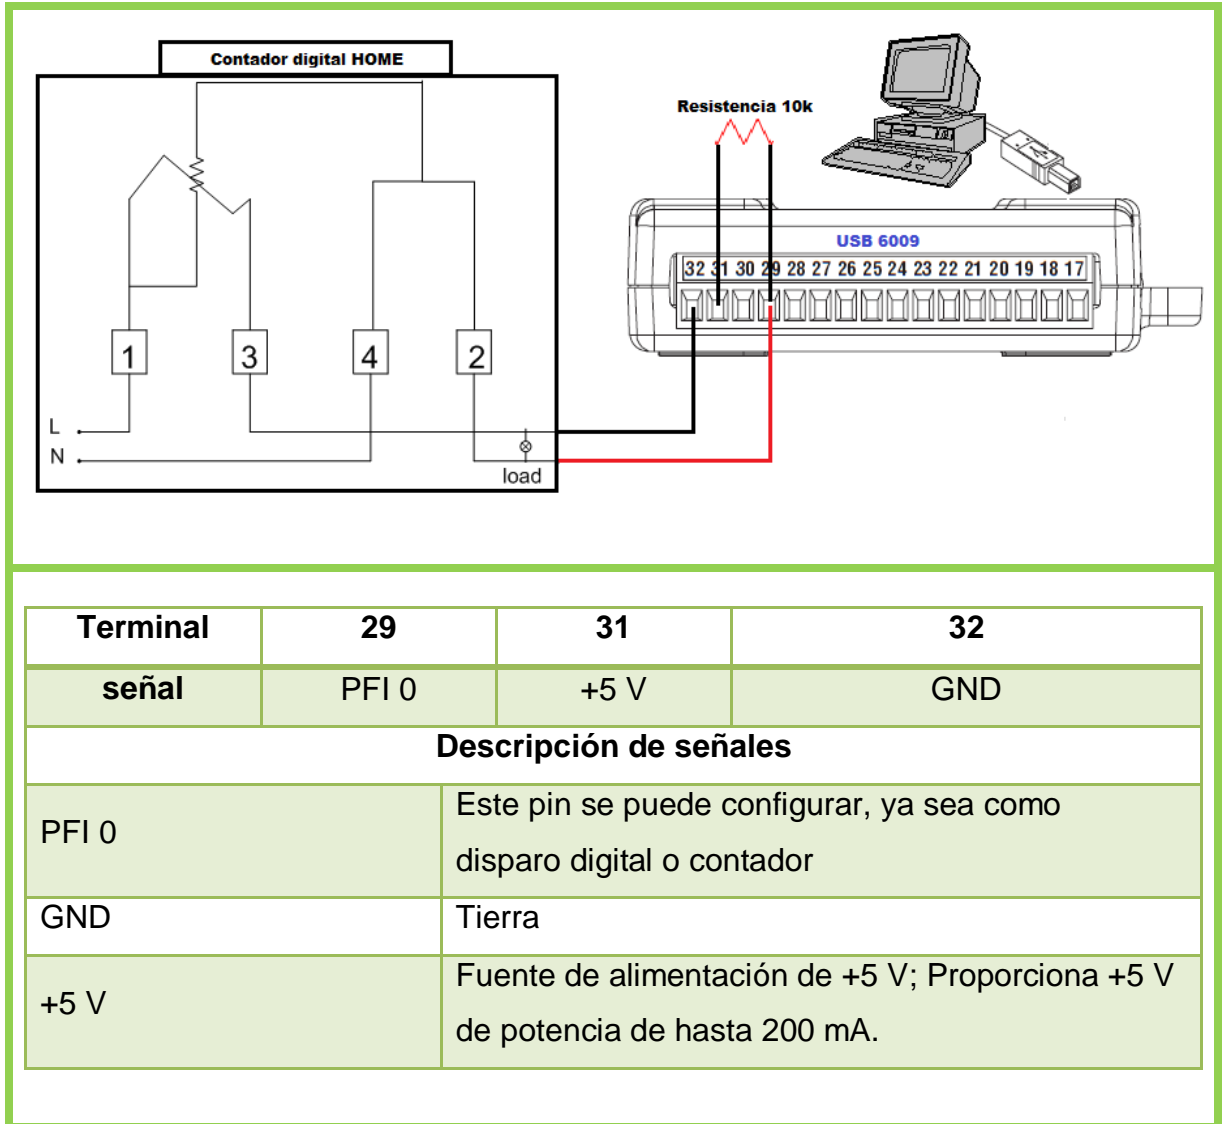 Contador digital HOME
Resistencia 10k
USB 6009
32 31 30 29 28 27 26 25 24 23 22 21 20 19 18 17
1 3 4 2
L
N
load
Terminal 29 31 32
señal PFI 0 +5 V GND
Descripción de señales
PFI 0
Este pin se puede configurar, ya sea como
disparo digital o contador
GND Tierra
+5 V
Fuente de alimentación de +5 V; Proporciona +5 V
de potencia de hasta 200 mA.